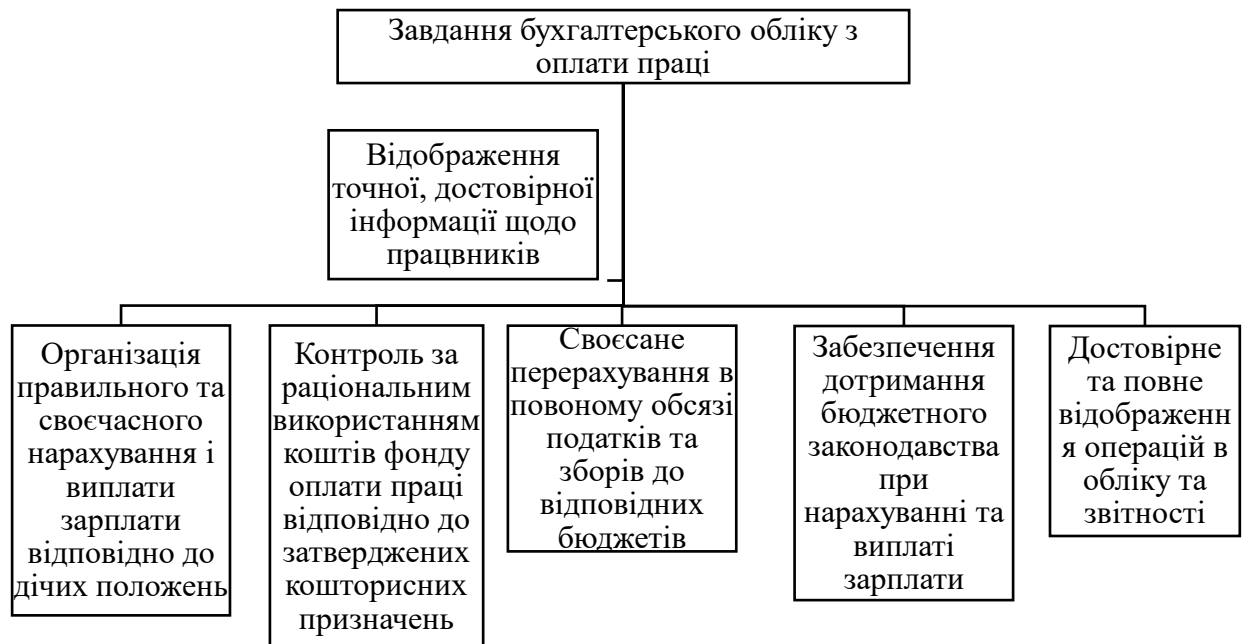 Завдання бухгалтерського обліку з
оплати праці
Відображення
точної, достовірної
інформації щодо
працвників
Організація
правильного та
своєчасного
нарахування і
виплати
зарплати
відповідно до
дічих положень
Контроль за
раціональним
використанням
коштів фонду
оплати праці
відповідно до
затверджених
кошторисних
призначень
Своєсане
перерахування в
повоному обсязі
податків та
зборів до
відповідних
бюджетів
Забезпечення
дотримання
бюджетного
законодавства
при
нарахуванні та
виплаті
зарплати
Достовірне
та повне
відображенн
я операцій в
обліку та
звітності